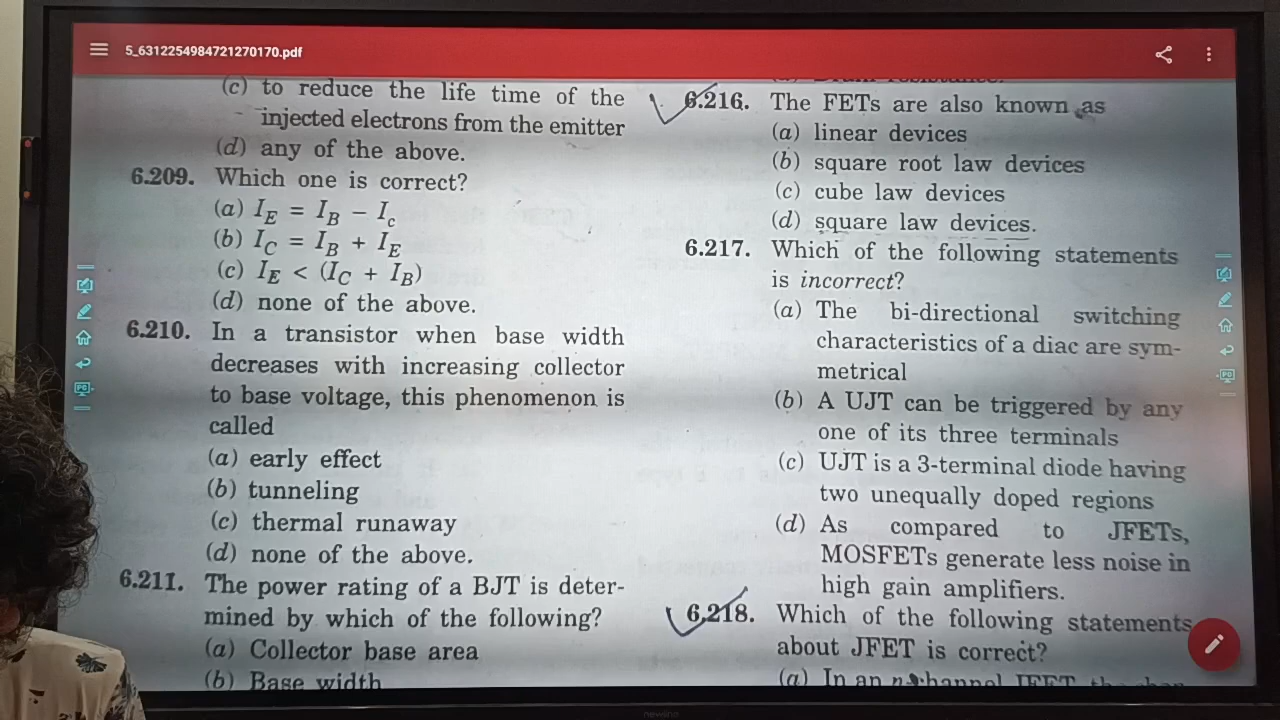 5_6312254984721270170.pdf
(c) to reduce the life time of the
injected electrons from the emitter
(d) any of the above.
6.209. Which one is correct?
(a) I_E = I_B − I_c
(b) I_C = I_B + I_E
(c) I_E < (I_C + I_B)
(d) none of the above.
6.210. In a transistor when base width
decreases with increasing collector
to base voltage, this phenomenon is
called
(a) early effect
(b) tunneling
(c) thermal runaway
(d) none of the above.
6.211. The power rating of a BJT is deter-
mined by which of the following?
(a) Collector base area
(b) Base width
6.216. The FETs are also known as
(a) linear devices
(b) square root law devices
(c) cube law devices
(d) square law devices.
6.217. Which of the following statements
is incorrect?
(a) The bi-directional switching
characteristics of a diac are sym-
metrical
(b) A UJT can be triggered by any
one of its three terminals
(c) UJT is a 3-terminal diode having
two unequally doped regions
(d) As compared to JFETs,
MOSFETs generate less noise in
high gain amplifiers.
6.218. Which of the following statements
about JFET is correct?
(a) In an n-channel JFET
newline